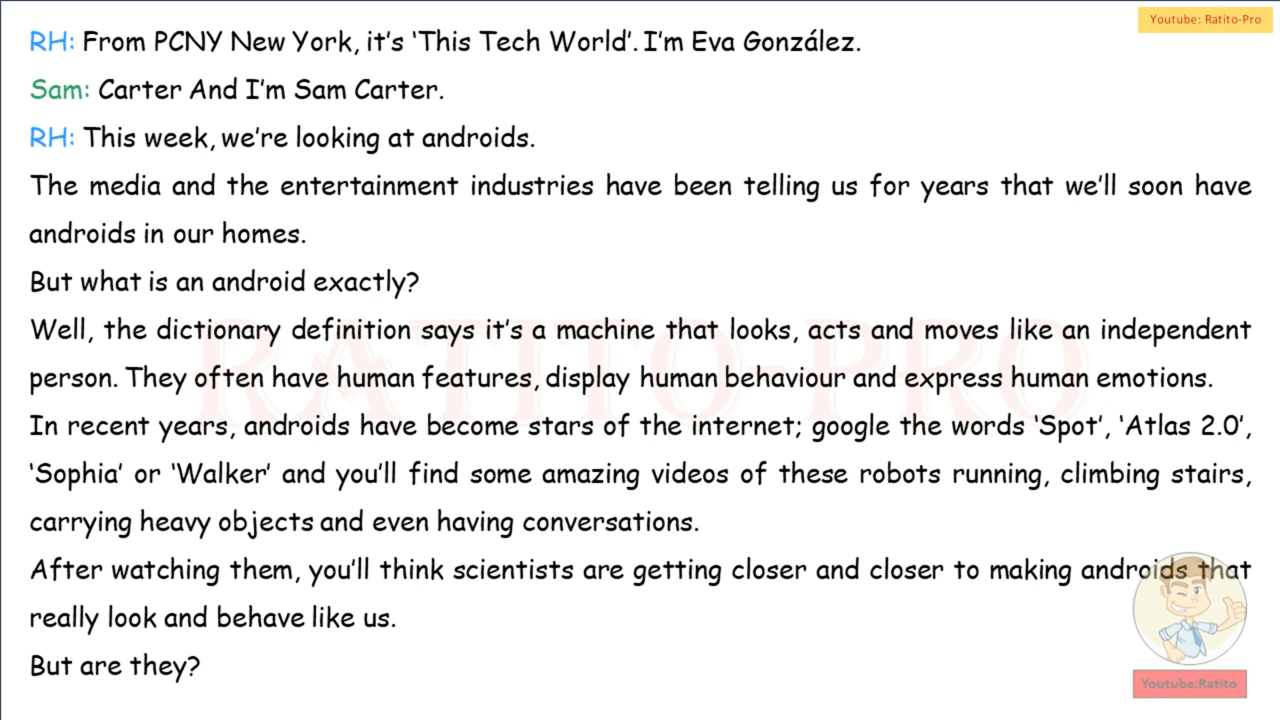 Youtube: Ratito-Pro
RH: From PCNY New York, it's 'This Tech World'. I'm Eva González.
Sam: Carter And I'm Sam Carter.
RH: This week, we're looking at androids.
The media and the entertainment industries have been telling us for years that we'll soon have
androids in our homes.
But what is an android exactly?
Well, the dictionary definition says it's a machine that looks, acts and moves like an independent
person. They often have human features, display human behaviour and express human emotions.
RATITO-PRO
In recent years, androids have become stars of the internet; google the words 'Spot', 'Atlas 2.0',
'Sophia' or 'Walker' and you'll find some amazing videos of these robots running, climbing stairs,
carrying heavy objects and even having conversations.
After watching them, you'll think scientists are getting closer and closer to making androids that
really look and behave like us.
But are they?
Youtube:Ratito